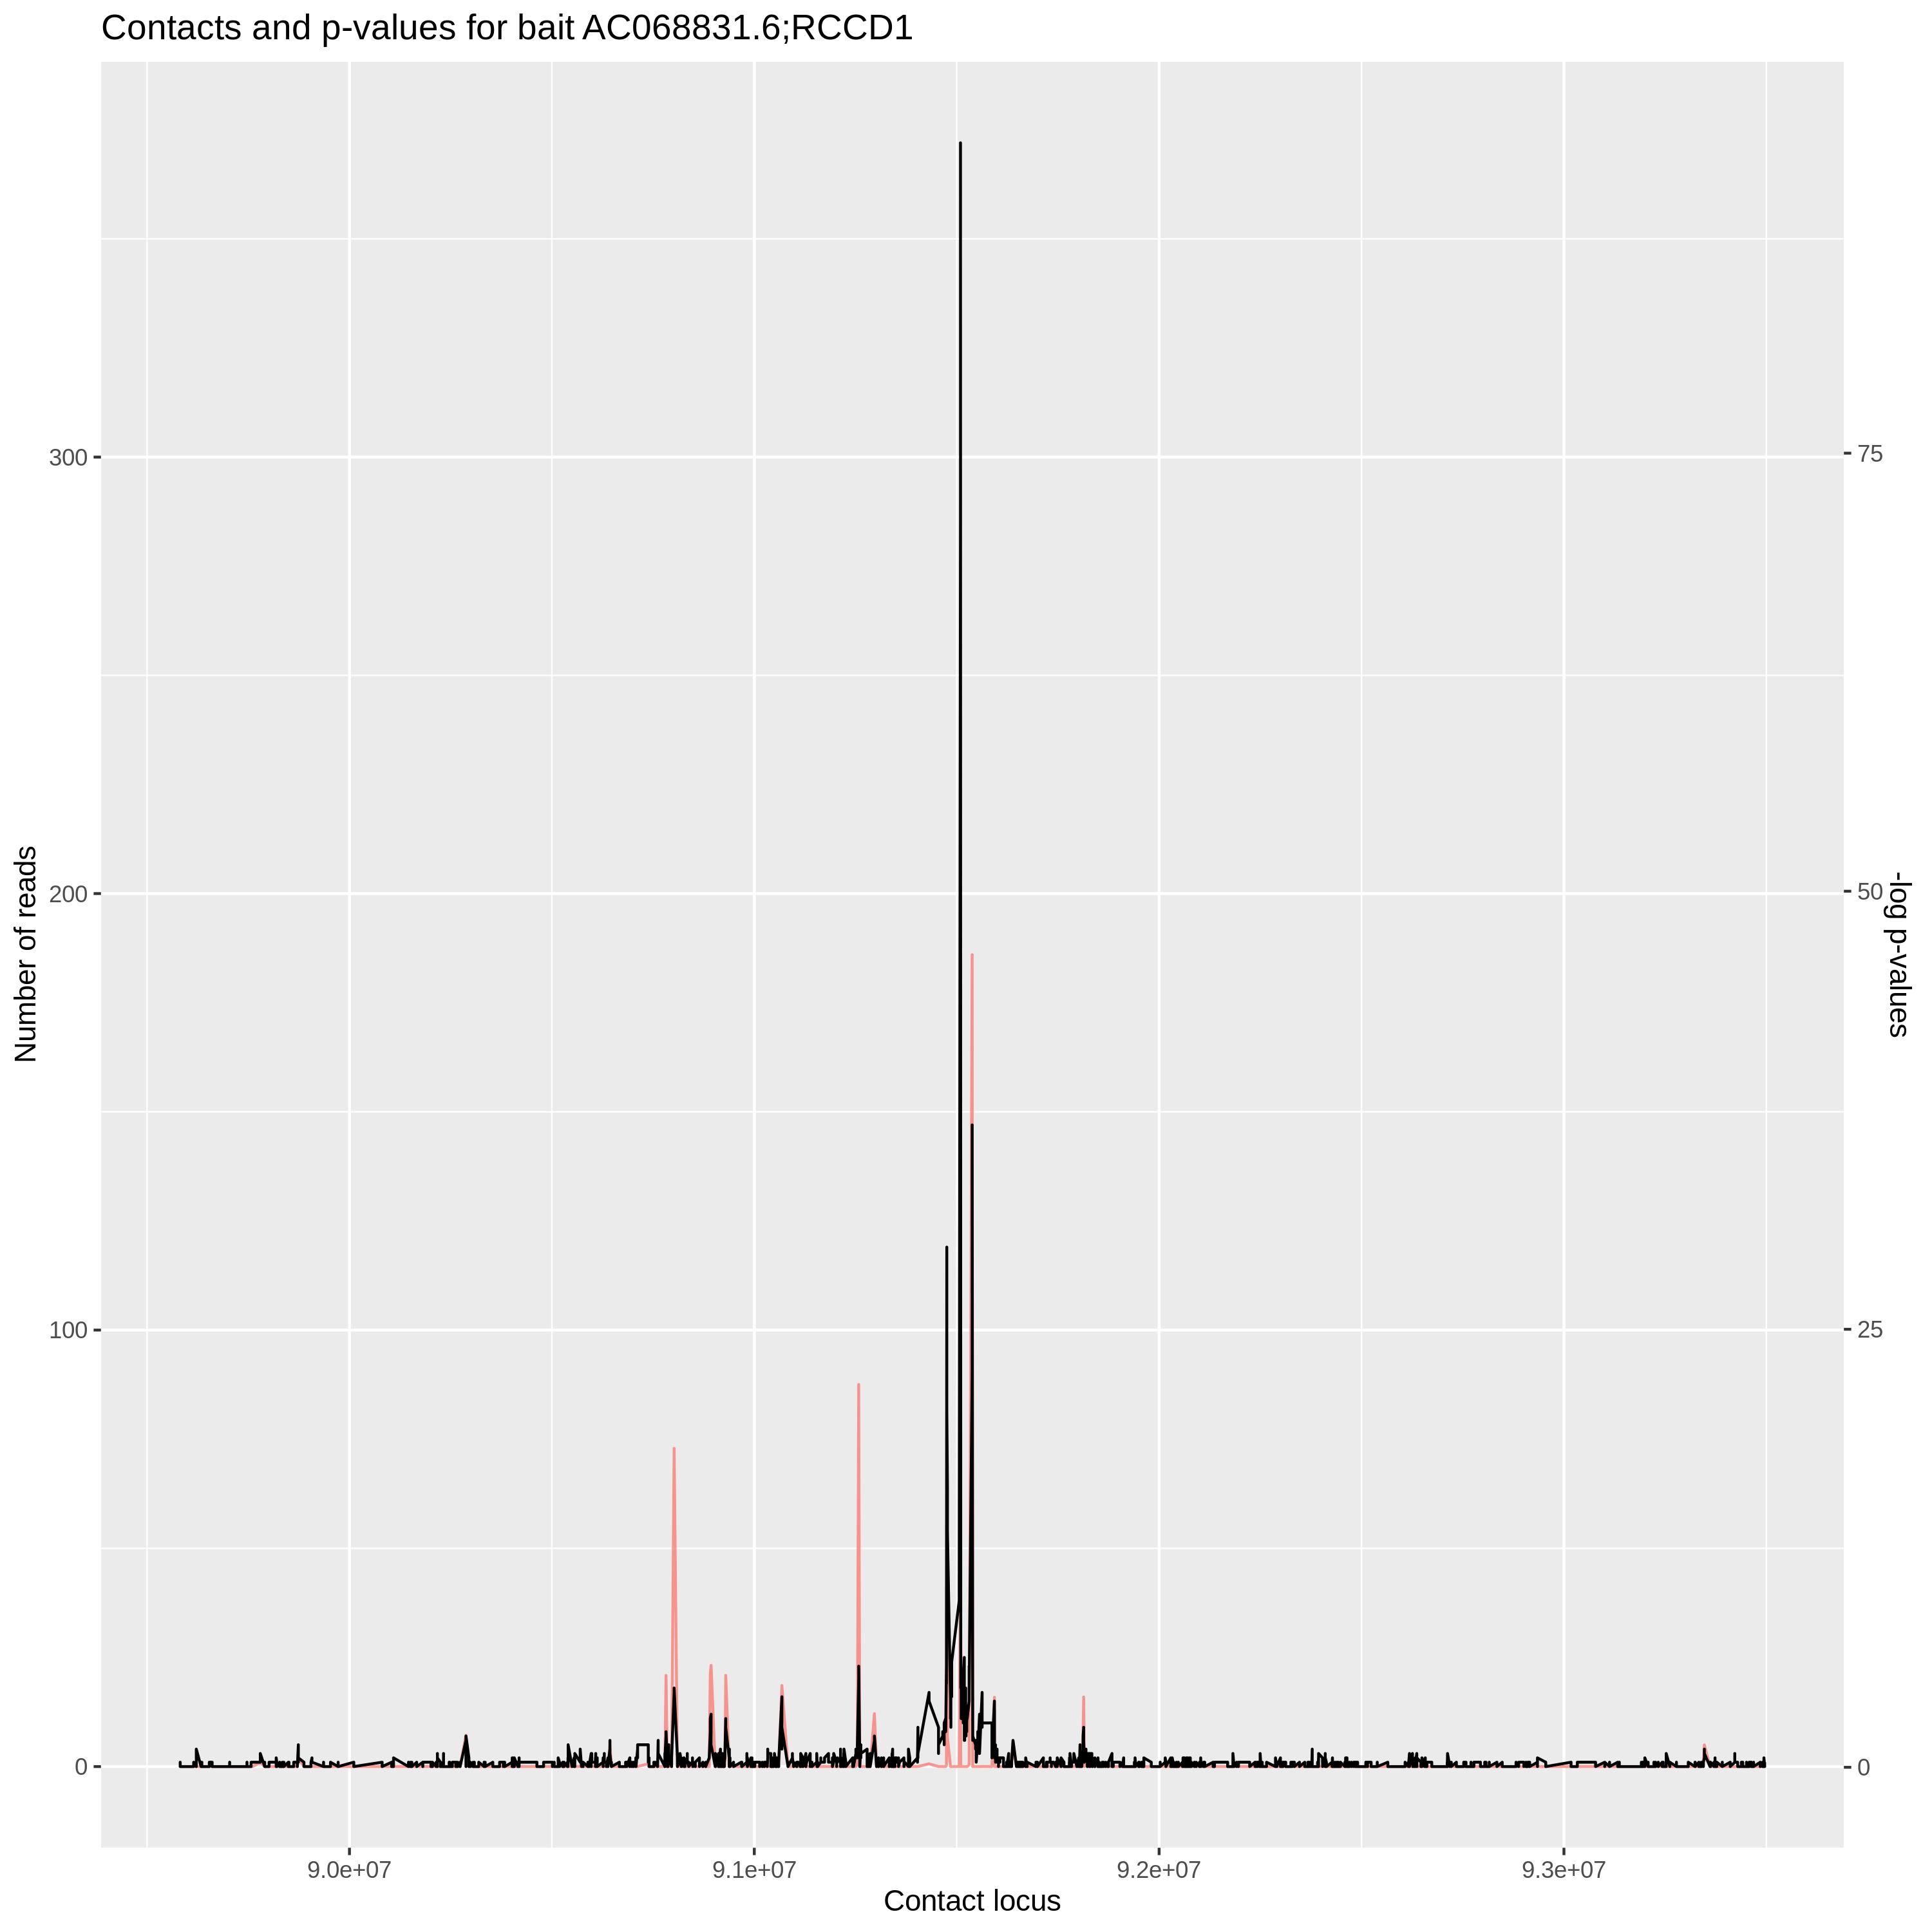 Contacts and p-values for bait AC068831.6;RCCD1
Number of reads
300
200
100
0
75
50
25
0
-log p-values
9.0e+07
9.1e+07
9.2e+07
9.3e+07
Contact locus